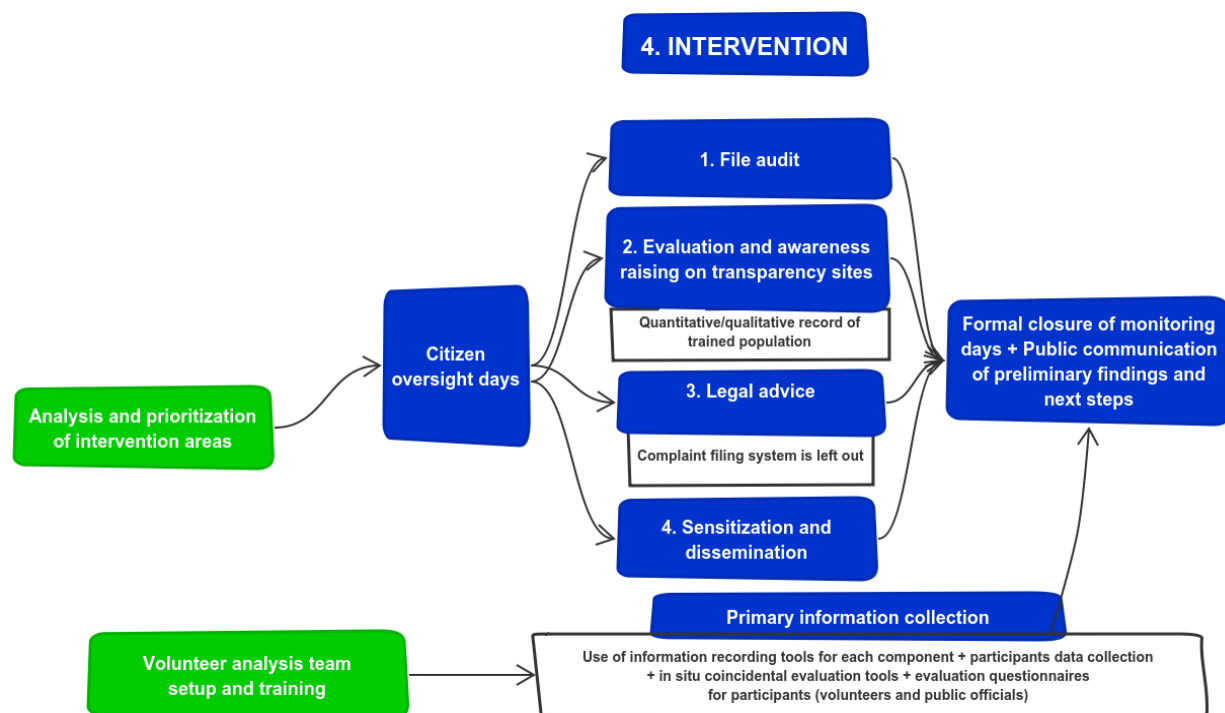 4. INTERVENTION
1. File audit
2. Evaluation and awareness
raising on transparency sites
Quantitative/qualitative record of
trained population
Citizen
oversight days
Formal closure of monitoring
days + Public communication
of preliminary findings and
next steps
3. Legal advice
Analysis and prioritization
of intervention areas
Complaint filing system is left out
4. Sensitization and
dissemination
Primary information collection
Volunteer analysis team
setup and training
Use of information recording tools for each component + participants data collection
+ in situ coincidental evaluation tools + evaluation questionnaires
for participants (volunteers and public officials)